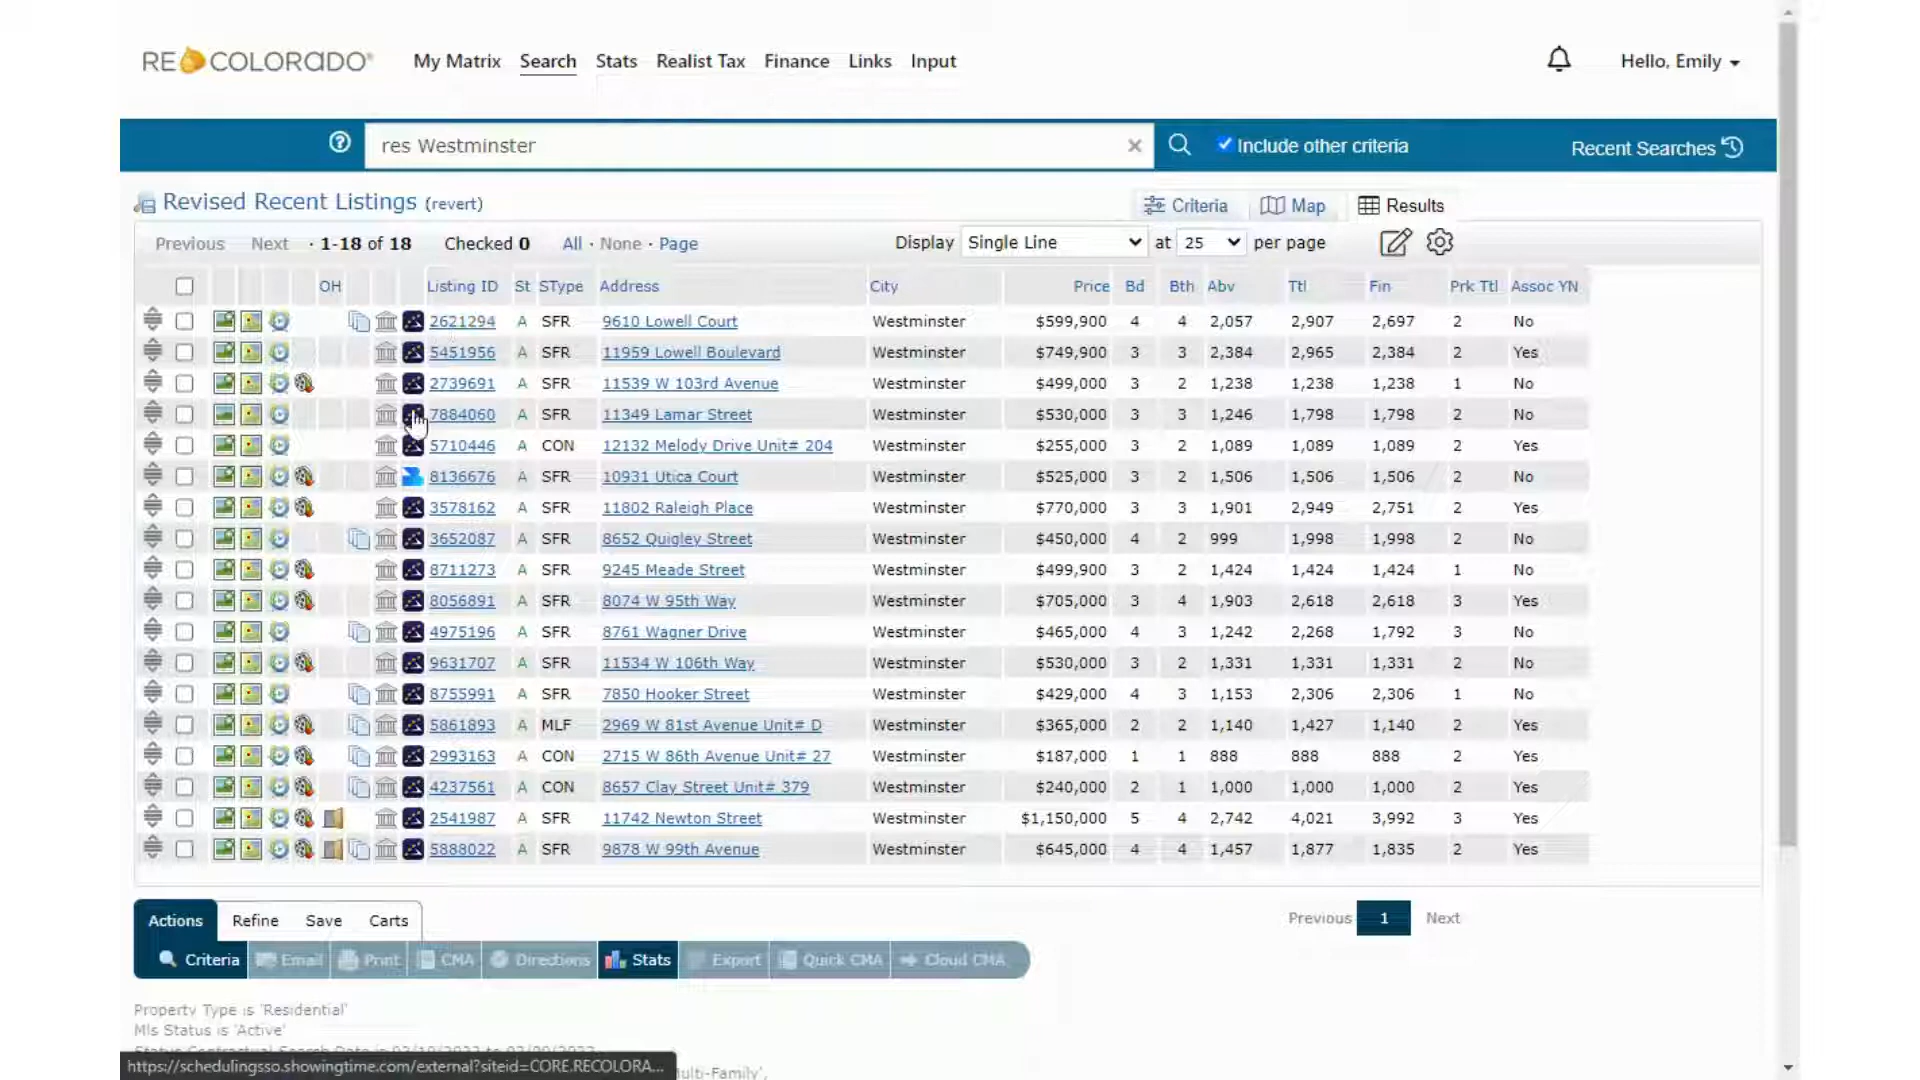 RECOLORADO® My Matrix Search Stats Realist Tax Finance Links Input Hello, Emily
res Westminster Include other criteria Recent Searches
Revised Recent Listings (revert) Criteria Map Results
Previous Next · 1-18 of 18 Checked 0 All · None · Page Display Single Line at 25 per page
OH Listing ID St SType Address City Price Bd Bth Abv Ttl Fin Prk Ttl Assoc YN
2621294 A SFR 9610 Lowell Court Westminster $599,900 4 4 2,057 2,907 2,697 2 No
5451956 A SFR 11959 Lowell Boulevard Westminster $749,900 3 3 2,384 2,965 2,384 2 Yes
2739691 A SFR 11539 W 103rd Avenue Westminster $499,000 3 2 1,238 1,238 1,238 1 No
7884060 A SFR 11349 Lamar Street Westminster $530,000 3 3 1,246 1,798 1,798 2 No
5710446 A CON 12132 Melody Drive Unit# 204 Westminster $255,000 3 2 1,089 1,089 1,089 2 Yes
8136676 A SFR 10931 Utica Court Westminster $525,000 3 2 1,506 1,506 1,506 2 No
3578162 A SFR 11802 Raleigh Place Westminster $770,000 3 3 1,901 2,949 2,751 2 Yes
3652087 A SFR 8652 Quigley Street Westminster $450,000 4 2 999 1,998 1,998 2 No
8711273 A SFR 9245 Meade Street Westminster $499,900 3 2 1,424 1,424 1,424 1 No
8056891 A SFR 8074 W 95th Way Westminster $705,000 3 4 1,903 2,618 2,618 3 Yes
4975196 A SFR 8761 Wagner Drive Westminster $465,000 4 3 1,242 2,268 1,792 3 No
9631707 A SFR 11534 W 106th Way Westminster $530,000 3 2 1,331 1,331 1,331 2 No
8755991 A SFR 7850 Hooker Street Westminster $429,000 4 3 1,153 2,306 2,306 1 No
5861893 A MLF 2969 W 81st Avenue Unit# D Westminster $365,000 2 2 1,140 1,427 1,140 2 Yes
2993163 A CON 2715 W 86th Avenue Unit# 27 Westminster $187,000 1 1 888 888 888 2 Yes
4237561 A CON 8657 Clay Street Unit# 379 Westminster $240,000 2 1 1,000 1,000 1,000 2 Yes
2541987 A SFR 11742 Newton Street Westminster $1,150,000 5 4 2,742 4,021 3,992 3 Yes
5888022 A SFR 9878 W 99th Avenue Westminster $645,000 4 4 1,457 1,877 1,835 2 Yes
Actions Refine Save Carts Previous 1 Next
Criteria Email Print CMA Directions Stats Export Quick CMA Cloud CMA
Property Type is 'Residential'
Mls Status is 'Active'
https://schedulingsso.showingtime.com/external?siteid=CORE.RECOLORA...
ulti-Family',